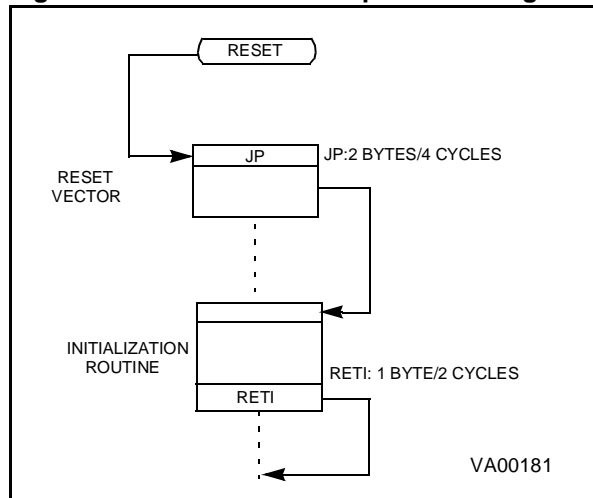 RESET
JP
JP:2 BYTES/4 CYCLES
RESET
VECTOR
INITIALIZATION
ROUTINE
RETI: 1 BYTE/2 CYCLES
RETI
VA00181